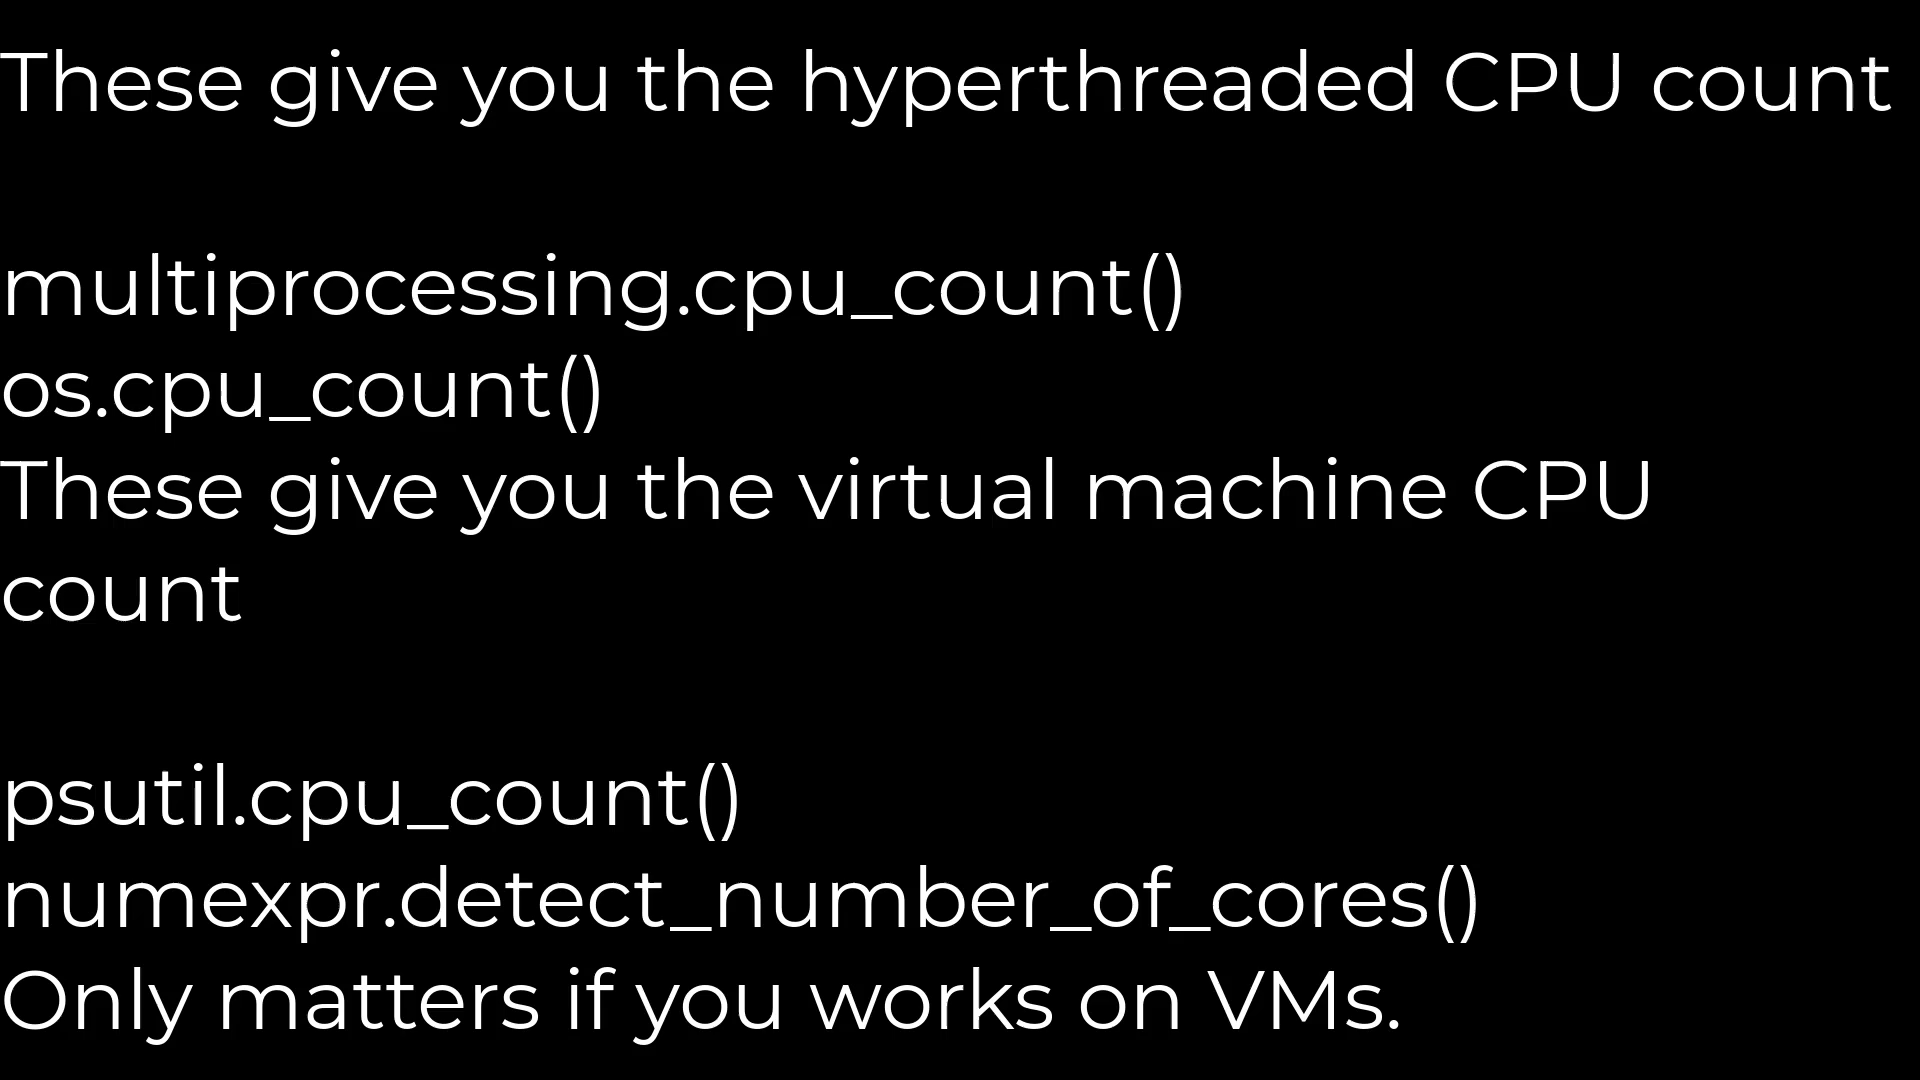 These give you the hyperthreaded CPU count
multiprocessing.cpu_count()
os.cpu_count()
These give you the virtual machine CPU
count
psutil.cpu_count()
numexpr.detect_number_of_cores()
Only matters if you works on VMs.